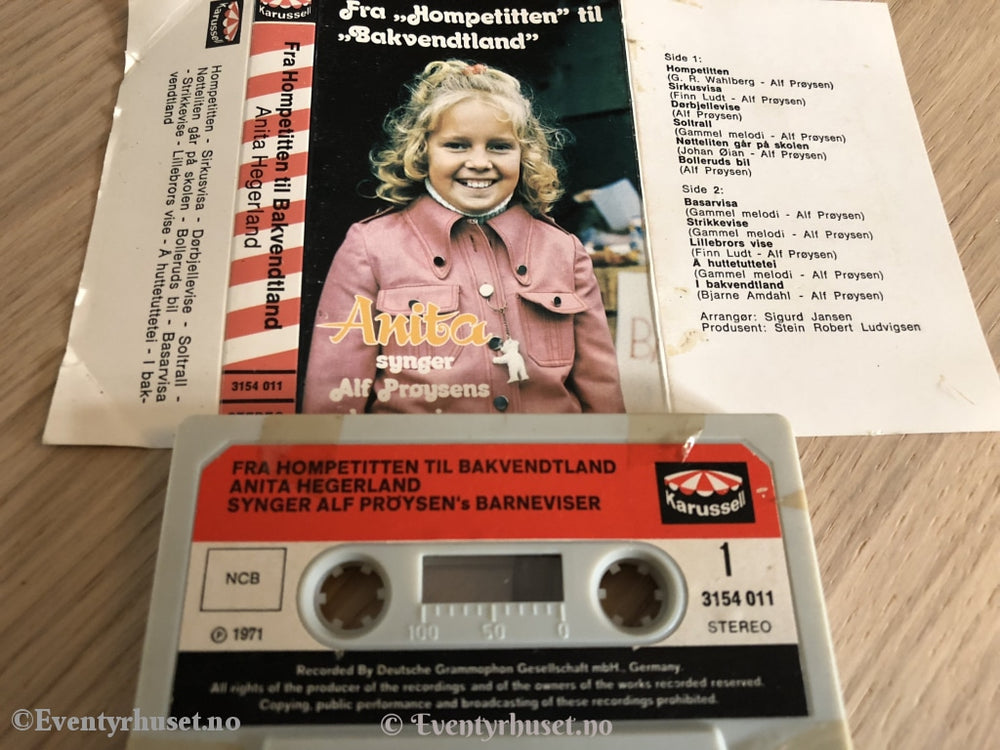 Karussell
Hompetitten - Sirkusvisa - Dørbjellevise - Soltrall -
Nøtteliten går på skolen - Bolleruds bil - Basarvisa
- Strikkevise - Lillebrors vise - Å huttetuttetei - I bak-
vendtland
Karussell
Fra Hompetitten til Bakvendtland
Anita Hegerland
3154 011
STEREO
Fra „Hompetitten” til
„Bakvendtland”
Anita
synger
Alf Prøysens
Side 1:
Hompetitten
(G. R. Wahlberg - Alf Prøysen)
Sirkusvisa
(Finn Ludt - Alf Prøysen)
Dørbjellevise
(Alf Prøysen)
Soltrall
(Gammel melodi - Alf Prøysen)
Nøtteliten går på skolen
(Johan Øian - Alf Prøysen)
Bolleruds bil
(Alf Prøysen)
Side 2:
Basarvisa
(Gammel melodi - Alf Prøysen)
Strikkevise
(Gammel melodi - Alf Prøysen)
Lillebrors vise
(Finn Ludt - Alf Prøysen)
Å huttetuttetei
(Gammel melodi - Alf Prøysen)
I bakvendtland
(Bjarne Amdahl - Alf Prøysen)
Arrangør: Sigurd Jansen
Produsent: Stein Robert Ludvigsen
FRA HOMPETITTEN TIL BAKVENDTLAND
ANITA HEGERLAND
SYNGER ALF PRØYSEN's BARNEVISER
Karussell
NCB
℗ 1971
100 50 0
1
3154 011
STEREO
Recorded By Deutsche Grammophon Gesellschaft mbH., Germany.
All rights of the producer of the recordings and of the owners of the works recorded reserved.
Copying, public performance and broadcasting of these recordings prohibited.
©Eventyrhuset.no
© Eventyrhuset.no